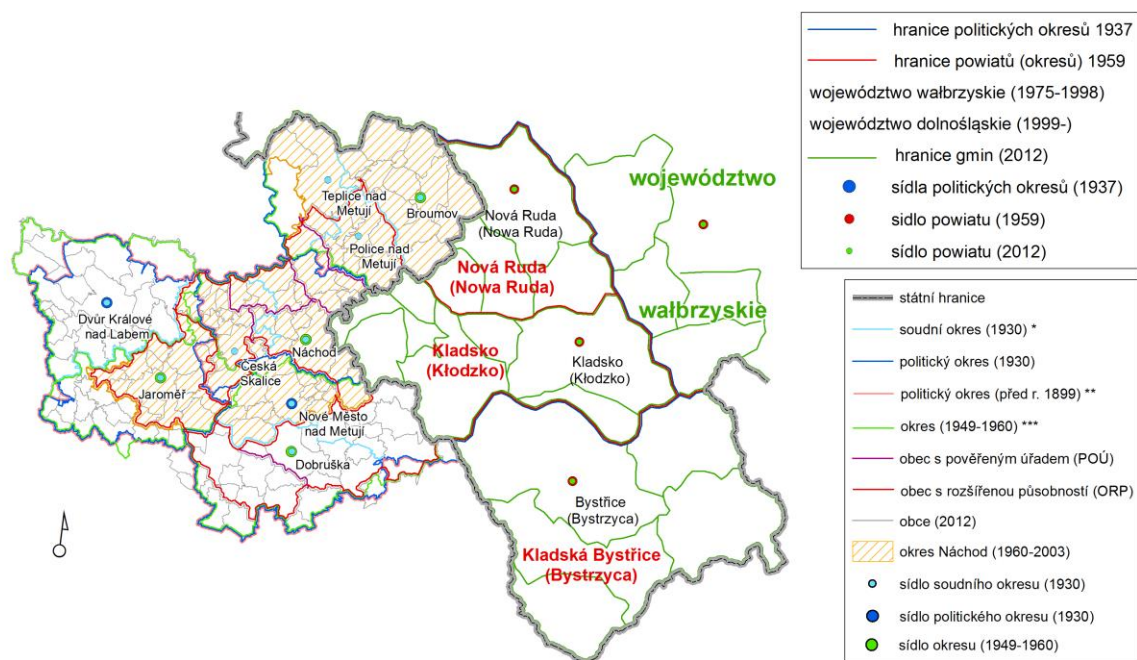 hranice politických okresů 1937
hranice powiatů (okresů) 1959
województwo wałbrzyskie (1975-1998)
województwo dolnośląskie (1999-)
hranice gmin (2012)
sídla politických okresů (1937)
sidlo powiatu (1959)
sídlo powiatu (2012)
województwo
wałbrzyskie
Teplice nad
Metují
Broumov
Police nad
Metují
Nová Ruda
(Nowa Ruda)
Nová Ruda
(Nowa Ruda)
Dvůr Králové
nad Labem
Náchod
Česká
Skalice
Jaroměř
Nové Město
nad Metují
Dobruška
Kladsko
(Kłodzko)
Kladsko
(Kłodzko)
Bystřice
(Bystrzyca)
Kladská Bystřice
(Bystrzyca)
státní hranice
soudní okres (1930) *
politický okres (1930)
politický okres (před r. 1899) **
okres (1949-1960) ***
obec s pověřeným úřadem (POÚ)
obec s rozšířenou působností (ORP)
obce (2012)
okres Náchod (1960-2003)
sídlo soudního okresu (1930)
sídlo politického okresu (1930)
sídlo okresu (1949-1960)